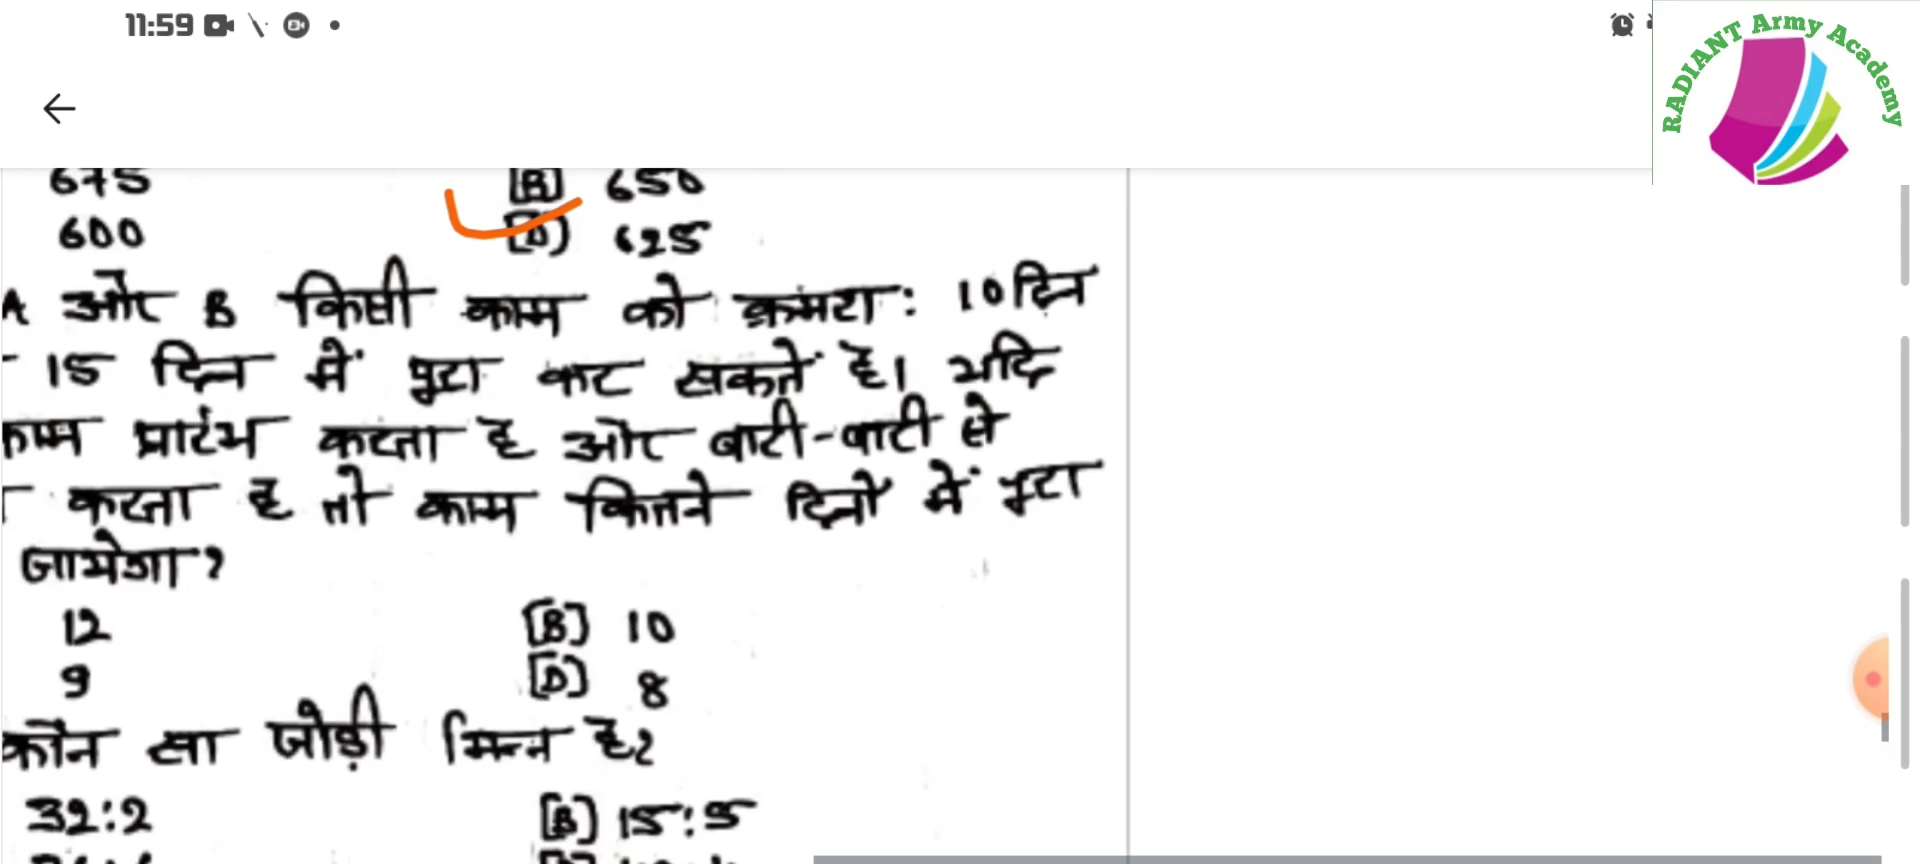 11:59
RADIANT Army Academy
675 [B] 650
600 [D] 625
A और B किसी काम को क्रमशः 10 दिन
15 दिन में पूरा कर सकते है। यदि
काम प्रारंभ करता है और बारी-बारी से
करता है तो काम कितने दिनों में पूरा
जायेगा?
12 [B] 10
9 [D] 8
कौन सा जोड़ी भिन्न है?
32:2 [B] 15:5